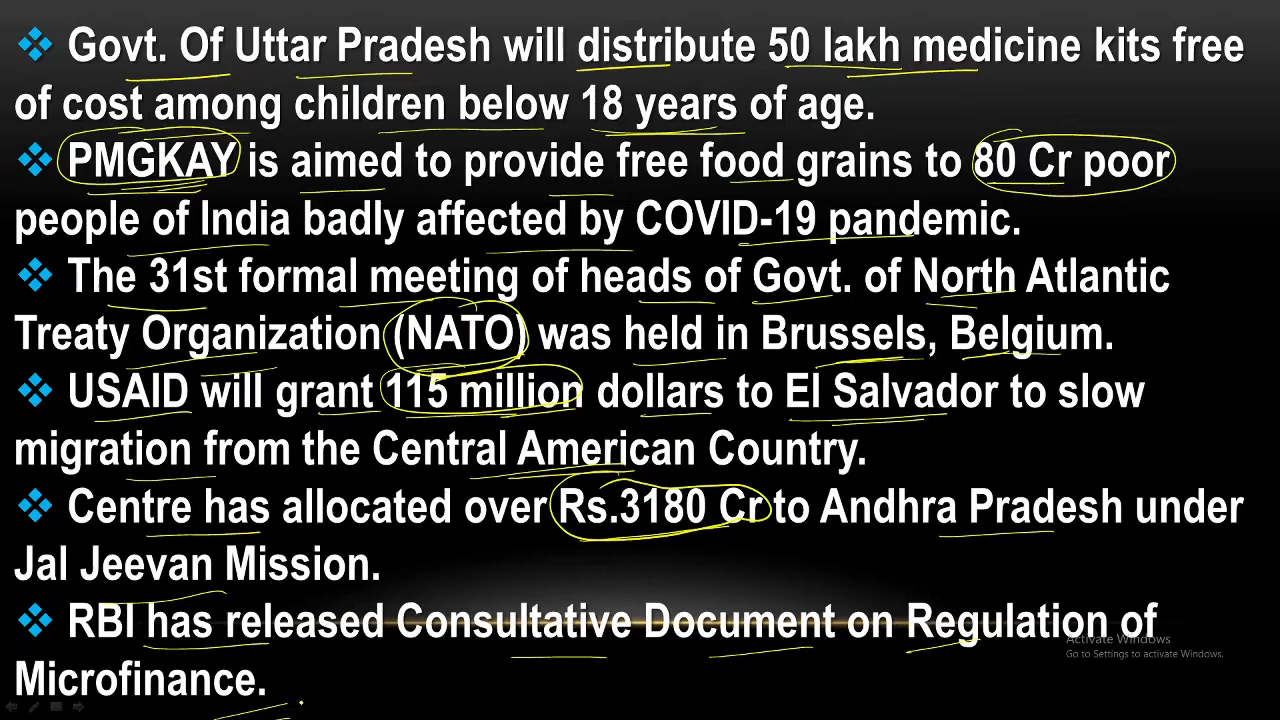 Govt. Of Uttar Pradesh will distribute 50 lakh medicine kits free
of cost among children below 18 years of age.
PMGKAY is aimed to provide free food grains to 80 Cr poor
people of India badly affected by COVID-19 pandemic.
The 31st formal meeting of heads of Govt. of North Atlantic
Treaty Organization (NATO) was held in Brussels, Belgium.
USAID will grant 115 million dollars to El Salvador to slow
migration from the Central American Country.
Centre has allocated over Rs.3180 Cr to Andhra Pradesh under
Jal Jeevan Mission.
RBI has released Consultative Document on Regulation of
Microfinance.
Activate Windows
Go to Settings to activate Windows.